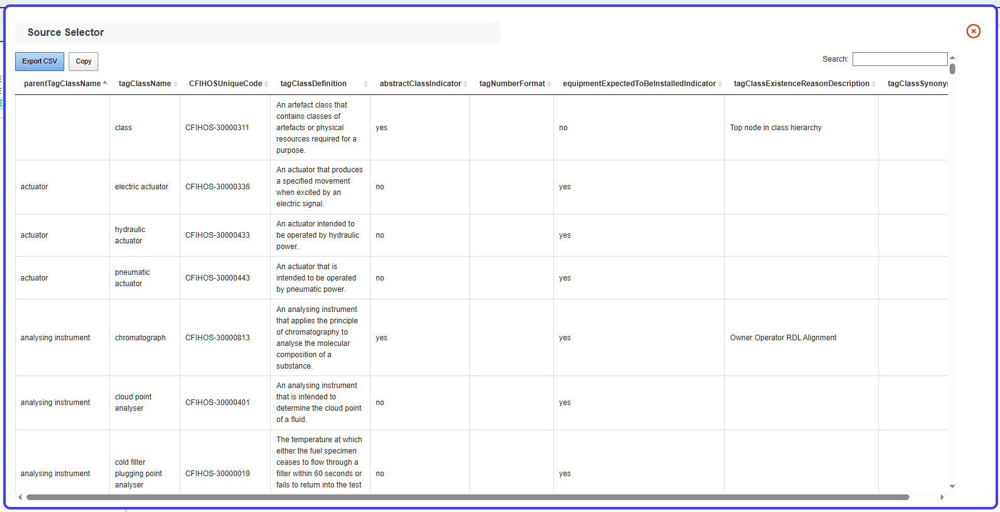 Source Selector
Export CSV Copy Search:
parentTagClassName tagClassName CFIHOSUniqueCode tagClassDefinition abstractClassIndicator tagNumberFormat equipmentExpectedToBeInstalledIndicator tagClassExistenceReasonDescription
class CFIHOS-30000311 An artefact class that
contains classes of
artefacts or physical
resources required for a
purpose. yes no Top node in class hierarchy
actuator electric actuator CFIHOS-30000336 An actuator that produces
a specified movement
when excited by an
electric signal. no yes
actuator hydraulic
actuator CFIHOS-30000433 An actuator intended to
be operated by hydraulic
power. no yes
actuator pneumatic
actuator CFIHOS-30000443 An actuator that is
intended to be operated
by pneumatic power. no yes
analysing instrument chromatograph CFIHOS-30000813 An analysing instrument
that applies the principle
of chromatography to
analyse the molecular
composition of a
substance. yes yes Owner Operator RDL Alignment
analysing instrument cloud point
analyser CFIHOS-30000401 An analysing instrument
that is intended to
determine the cloud point
of a fluid. no yes
analysing instrument cold filter
plugging point
analyser CFIHOS-30000019 The temperature at which
either the fuel specimen
ceases to flow through a
filter within 60 seconds or
fails to return into the test no yes